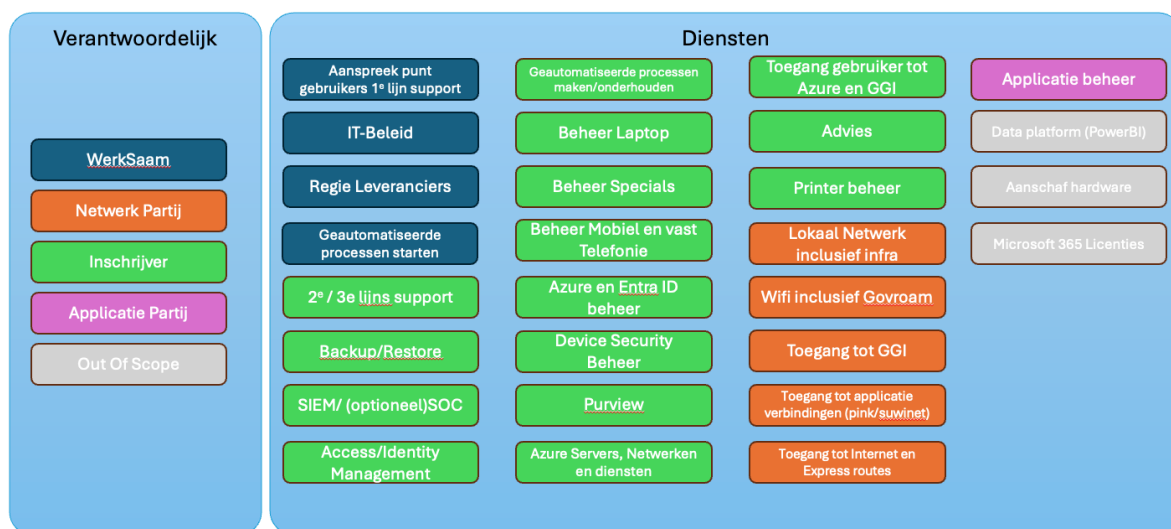 Verantwoordelijk
WerkSaam
Netwerk Partij
Inschrijver
Applicatie Partij
Out Of Scope
Diensten
Aanspreek punt
gebruikers 1e lijn support
IT-Beleid
Regie Leveranciers
Geautomatiseerde
processen starten
2e / 3e lijns support
Backup/Restore
SIEM/ (optioneel)SOC
Access/Identity
Management
Geautomatiseerde processen
maken/onderhouden
Beheer Laptop
Beheer Specials
Beheer Mobiel en vast
Telefonie
Azure en Entra ID
beheer
Device Security
Beheer
Purview
Azure Servers, Netwerken
en diensten
Toegang gebruiker tot
Azure en GGI
Advies
Printer beheer
Lokaal Netwerk
inclusief infra
Wifi inclusief Govroam
Toegang tot GGI
Toegang tot applicatie
verbindingen (pink/suwinet)
Toegang tot Internet en
Express routes
Applicatie beheer
Data platform (PowerBI)
Aanschaf hardware
Microsoft 365 Licenties